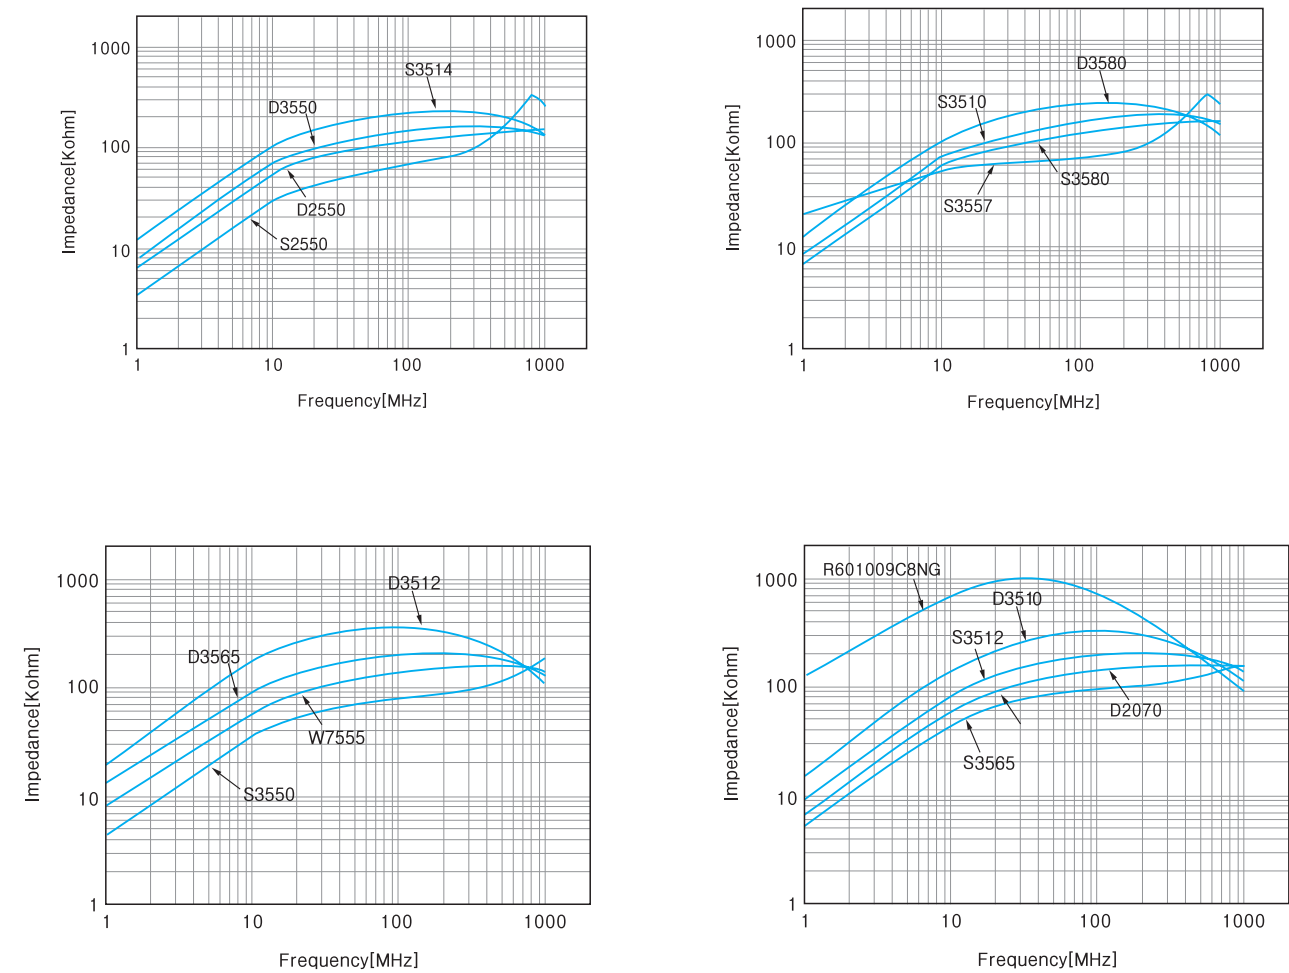 1000
100
10
1
1
10
100
1000
Impedance[Kohm]
Frequency[MHz]
S3514
D3550
D2550
S2550
1000
100
10
1
1
10
100
1000
Impedance[Kohm]
Frequency[MHz]
D3580
S3510
S3580
S3557
1000
100
10
1
1
10
100
1000
Impedance[Kohm]
Frequency[MHz]
D3512
D3565
W7555
S3550
1000
100
10
1
1
10
100
1000
Impedance[Kohm]
Frequency[MHz]
R601009C8NG
D3510
S3512
D2070
S3565